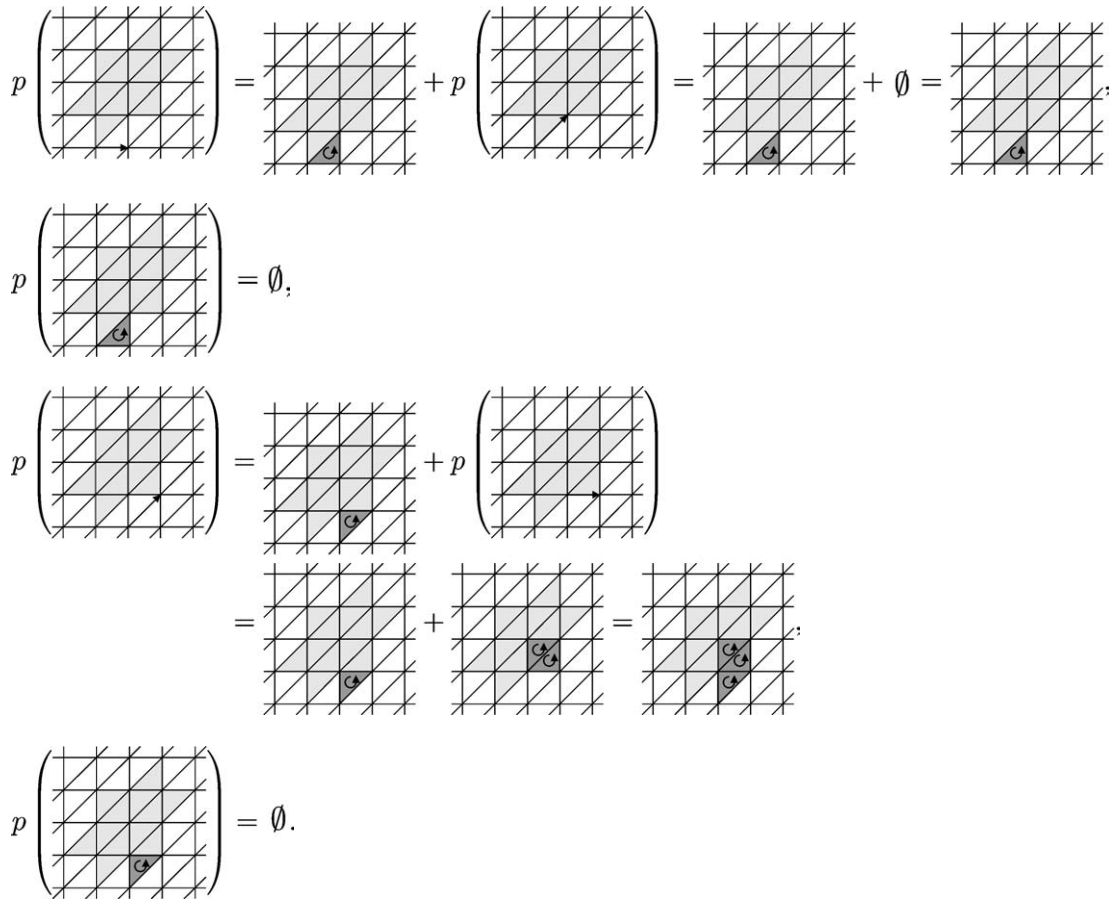 p ( ) = + p ( ) = + ∅ = ,
p ( ) = ∅,
p ( ) = + p ( )
= + = ,
p ( ) = ∅.